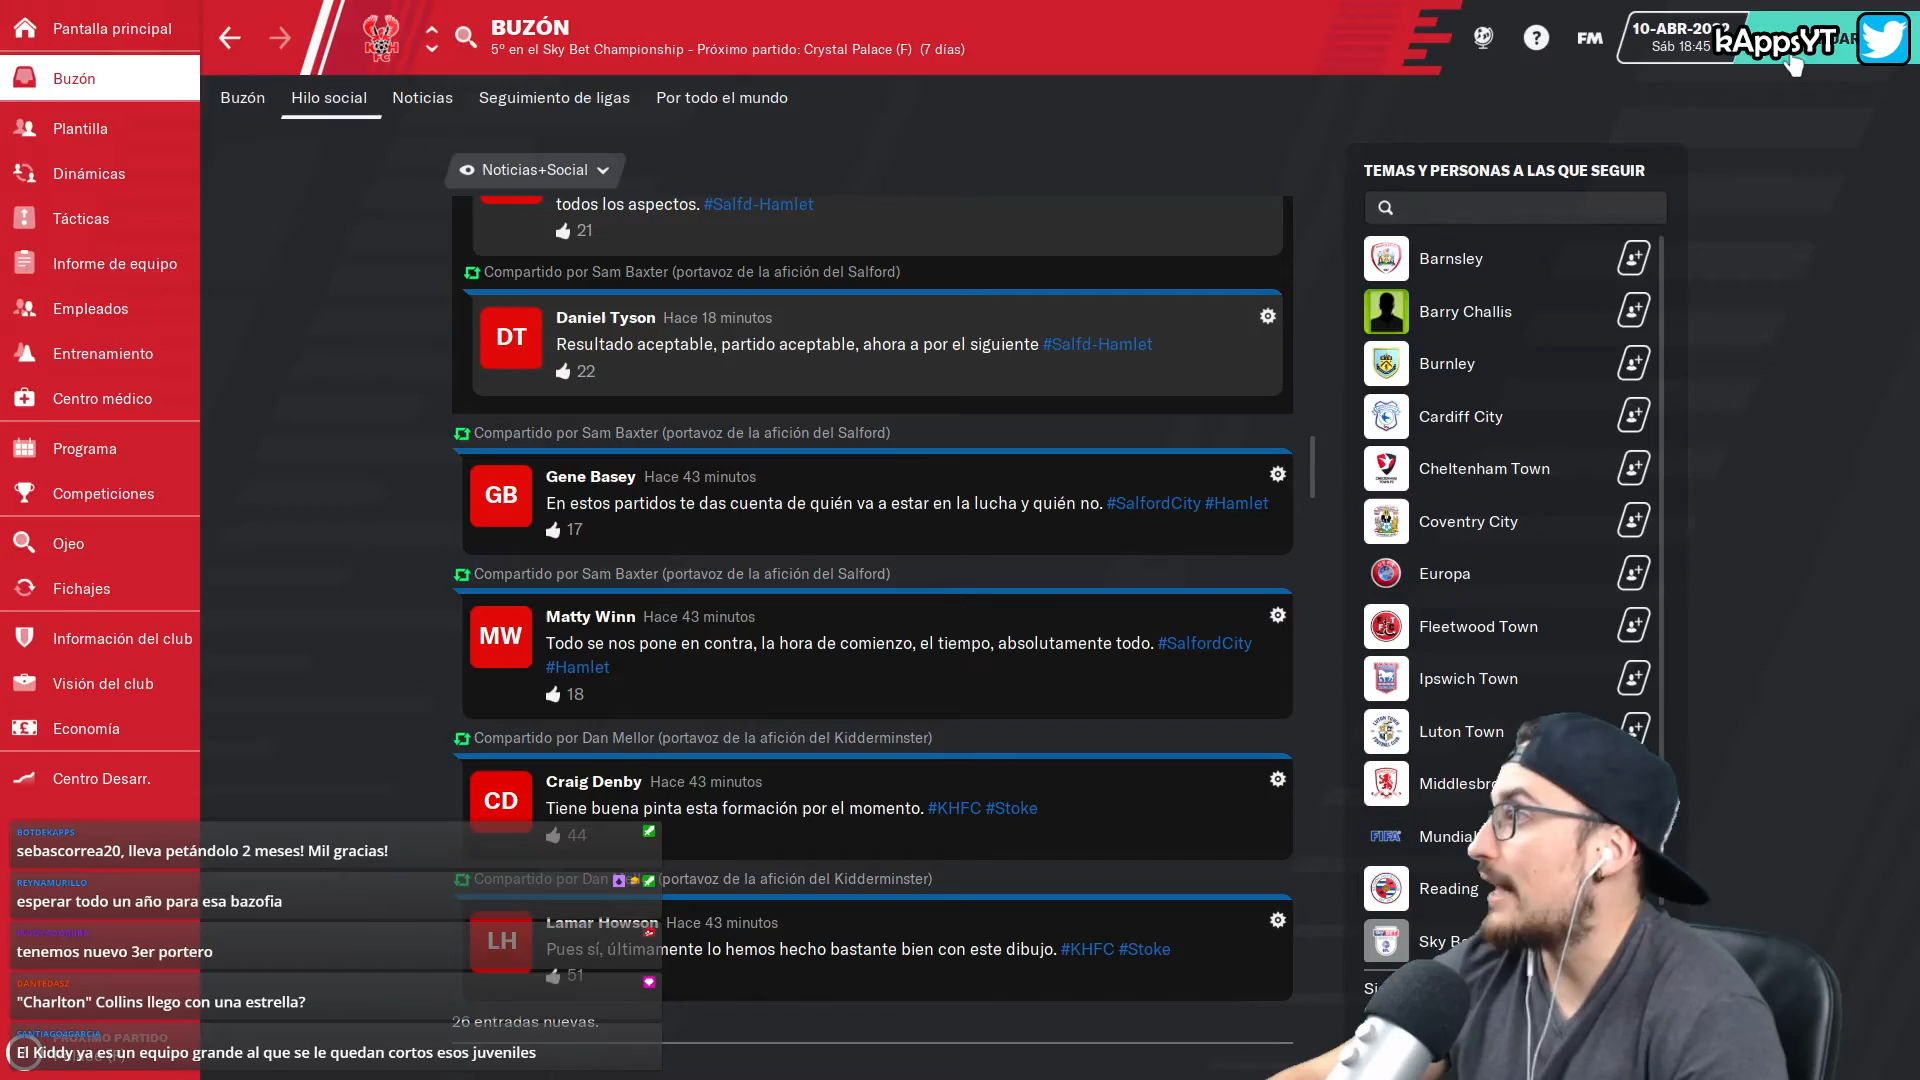 Pantalla principal
Buzón
Plantilla
Dinámicas
Tácticas
Informe de equipo
Empleados
Entrenamiento
Centro médico
Programa
Competiciones
Ojeo
Fichajes
Información del club
Visión del club
Economía
Centro Desarr.
BUZÓN
5º en el Sky Bet Championship - Próximo partido: Crystal Palace (F) (7 días)
FM
10-ABR-2022
Sáb 18:45
kAppsYT
Buzón
Hilo social
Noticias
Seguimiento de ligas
Por todo el mundo
Noticias+Social
todos los aspectos. #Salfd-Hamlet
21
Compartido por Sam Baxter (portavoz de la afición del Salford)
DT
Daniel Tyson Hace 18 minutos
Resultado aceptable, partido aceptable, ahora a por el siguiente #Salfd-Hamlet
22
Compartido por Sam Baxter (portavoz de la afición del Salford)
GB
Gene Basey Hace 43 minutos
En estos partidos te das cuenta de quién va a estar en la lucha y quién no. #SalfordCity #Hamlet
17
Compartido por Sam Baxter (portavoz de la afición del Salford)
MW
Matty Winn Hace 43 minutos
Todo se nos pone en contra, la hora de comienzo, el tiempo, absolutamente todo. #SalfordCity
#Hamlet
18
Compartido por Dan Mellor (portavoz de la afición del Kidderminster)
CD
Craig Denby Hace 43 minutos
Tiene buena pinta esta formación por el momento. #KHFC #Stoke
44
Compartido por Dan Mellor (portavoz de la afición del Kidderminster)
LH
Lamar Howson Hace 43 minutos
Pues sí, últimamente lo hemos hecho bastante bien con este dibujo. #KHFC #Stoke
51
26 entradas nuevas.
TEMAS Y PERSONAS A LAS QUE SEGUIR
Barnsley
Barry Challis
Burnley
Cardiff City
Cheltenham Town
Coventry City
Europa
Fleetwood Town
Ipswich Town
Luton Town
Middlesbr
FIFA
Mundial
Reading
Sky Be
BOTDEKAPPS
sebascorrea20, lleva petándolo 2 meses! Mil gracias!
REYNAMURILLO
esperar todo un año para esa bazofia
tenemos nuevo 3er portero
DANTEDASZ
"Charlton" Collins llego con una estrella?
SANTIAGO4GARCIA
PRÓXIMO PARTIDO
El Kiddy ya es un equipo grande al que se le quedan cortos esos juveniles